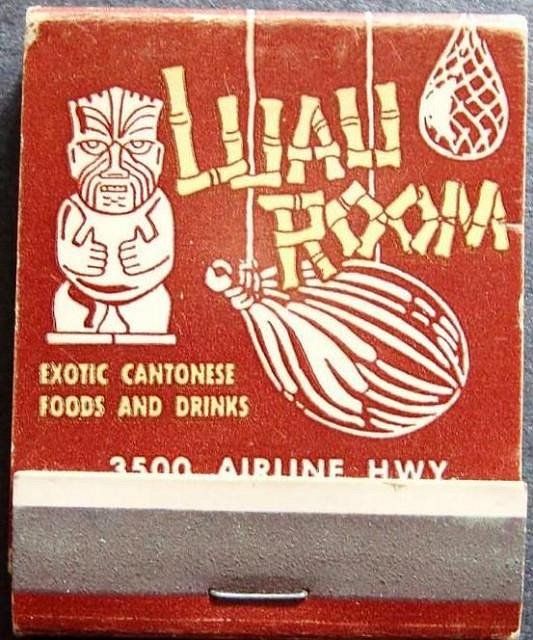 LUAU
ROOM
EXOTIC CANTONESE
FOODS AND DRINKS
3500 AIRLINE HWY